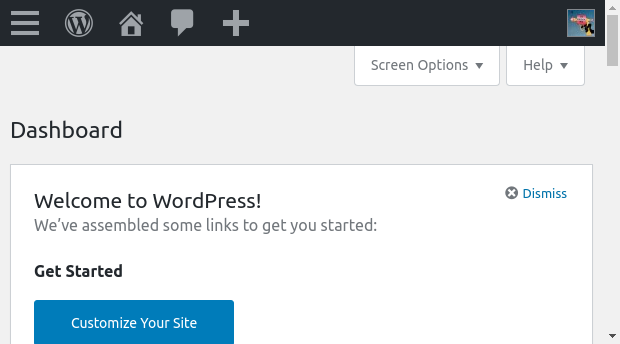 Screen Options
Help
Dashboard
Welcome to WordPress!
Dismiss
We've assembled some links to get you started:
Get Started
Customize Your Site